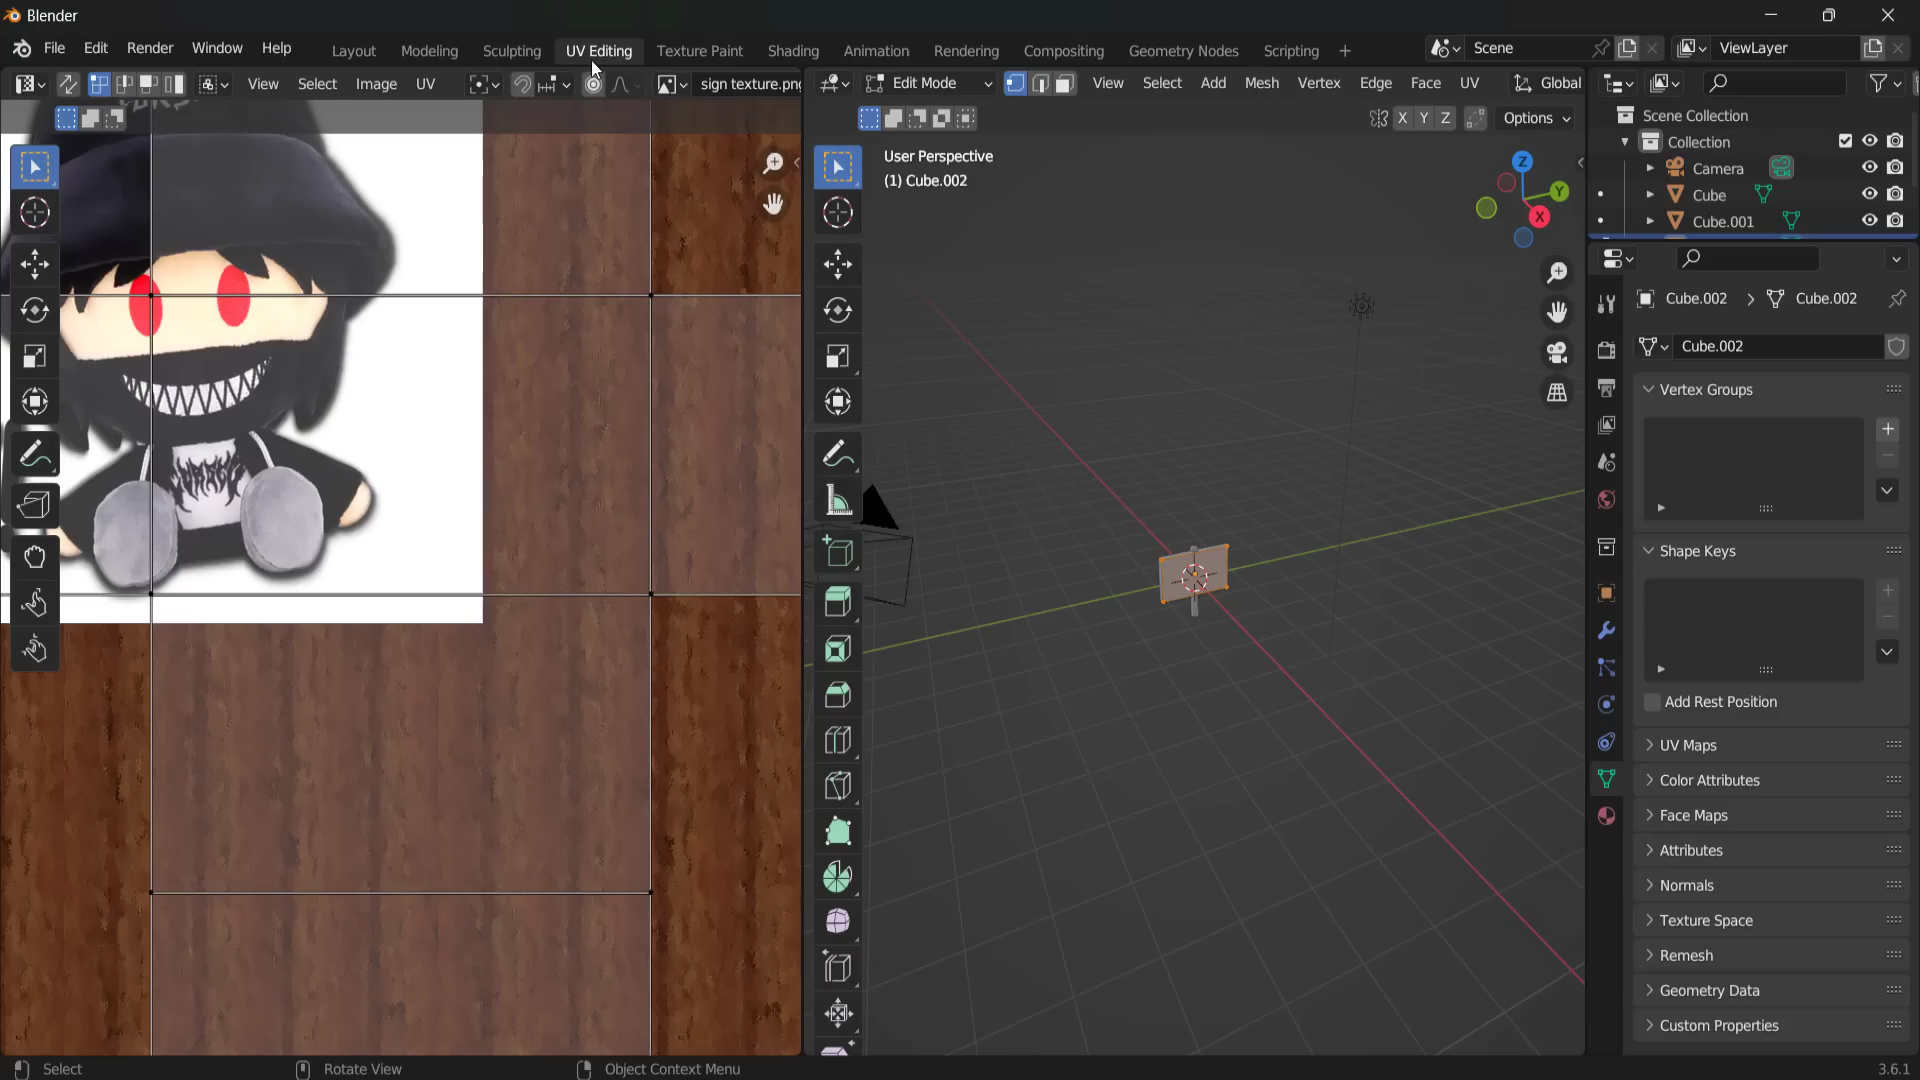 Blender
File Edit Render Window Help Layout Modeling Sculpting UV Editing Texture Paint Shading Animation Rendering Compositing Geometry Nodes Scripting + Scene ViewLayer
View Select Image UV sign texture.png Edit Mode View Select Add Mesh Vertex Edge Face UV Global
X Y Z Options
Scene Collection
Collection
Camera
Cube
Cube.001
User Perspective
(1) Cube.002
Z
Y
X
Cube.002 > Cube.002
Cube.002
Vertex Groups
Shape Keys
Add Rest Position
UV Maps
Color Attributes
Face Maps
Attributes
Normals
Texture Space
Remesh
Geometry Data
Custom Properties
Select Rotate View Object Context Menu 3.6.1